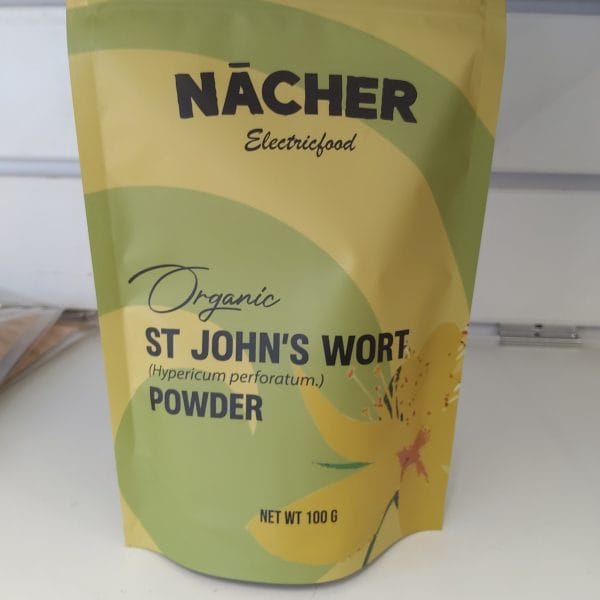 NĀCHER
Electricfood
Organic
ST JOHN'S WORT
(Hypericum perforatum.)
POWDER
NET WT 100 G